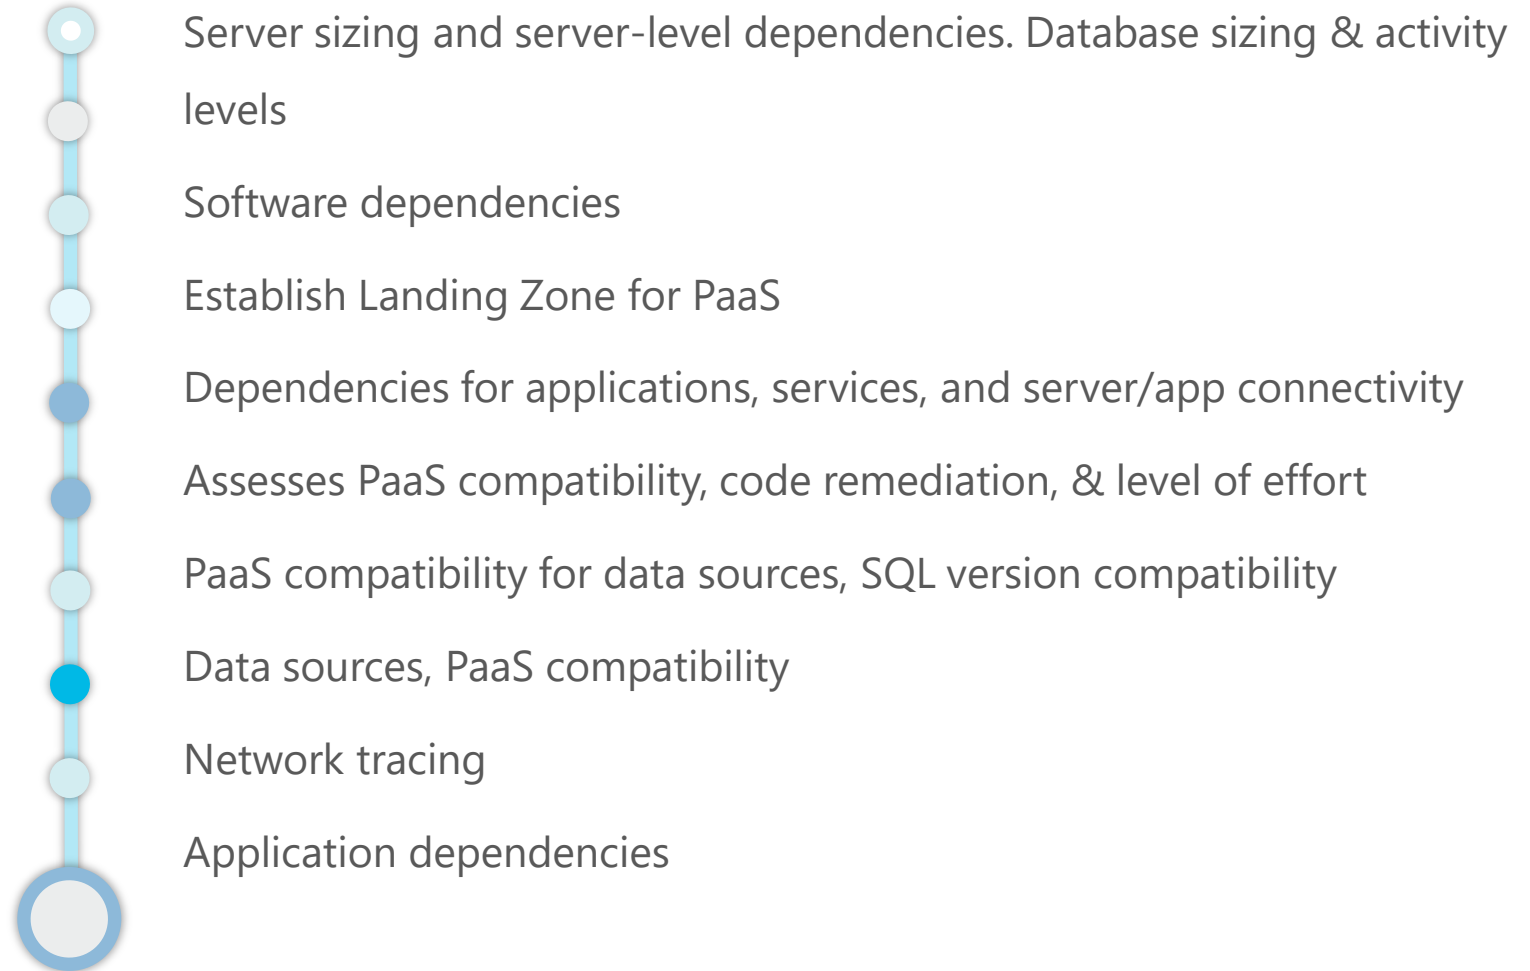 Server sizing and server-level dependencies. Database sizing & activity
levels
Software dependencies
Establish Landing Zone for PaaS
Dependencies for applications, services, and server/app connectivity
Assesses PaaS compatibility, code remediation, & level of effort
PaaS compatibility for data sources, SQL version compatibility
Data sources, PaaS compatibility
Network tracing
Application dependencies